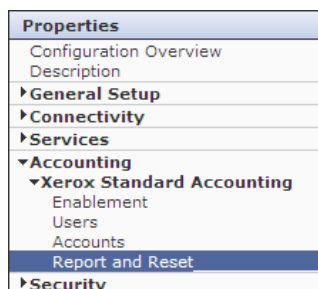 Properties
Configuration Overview
Description
General Setup
Connectivity
Services
Accounting
Xerox Standard Accounting
Enablement
Users
Accounts
Report and Reset
Security